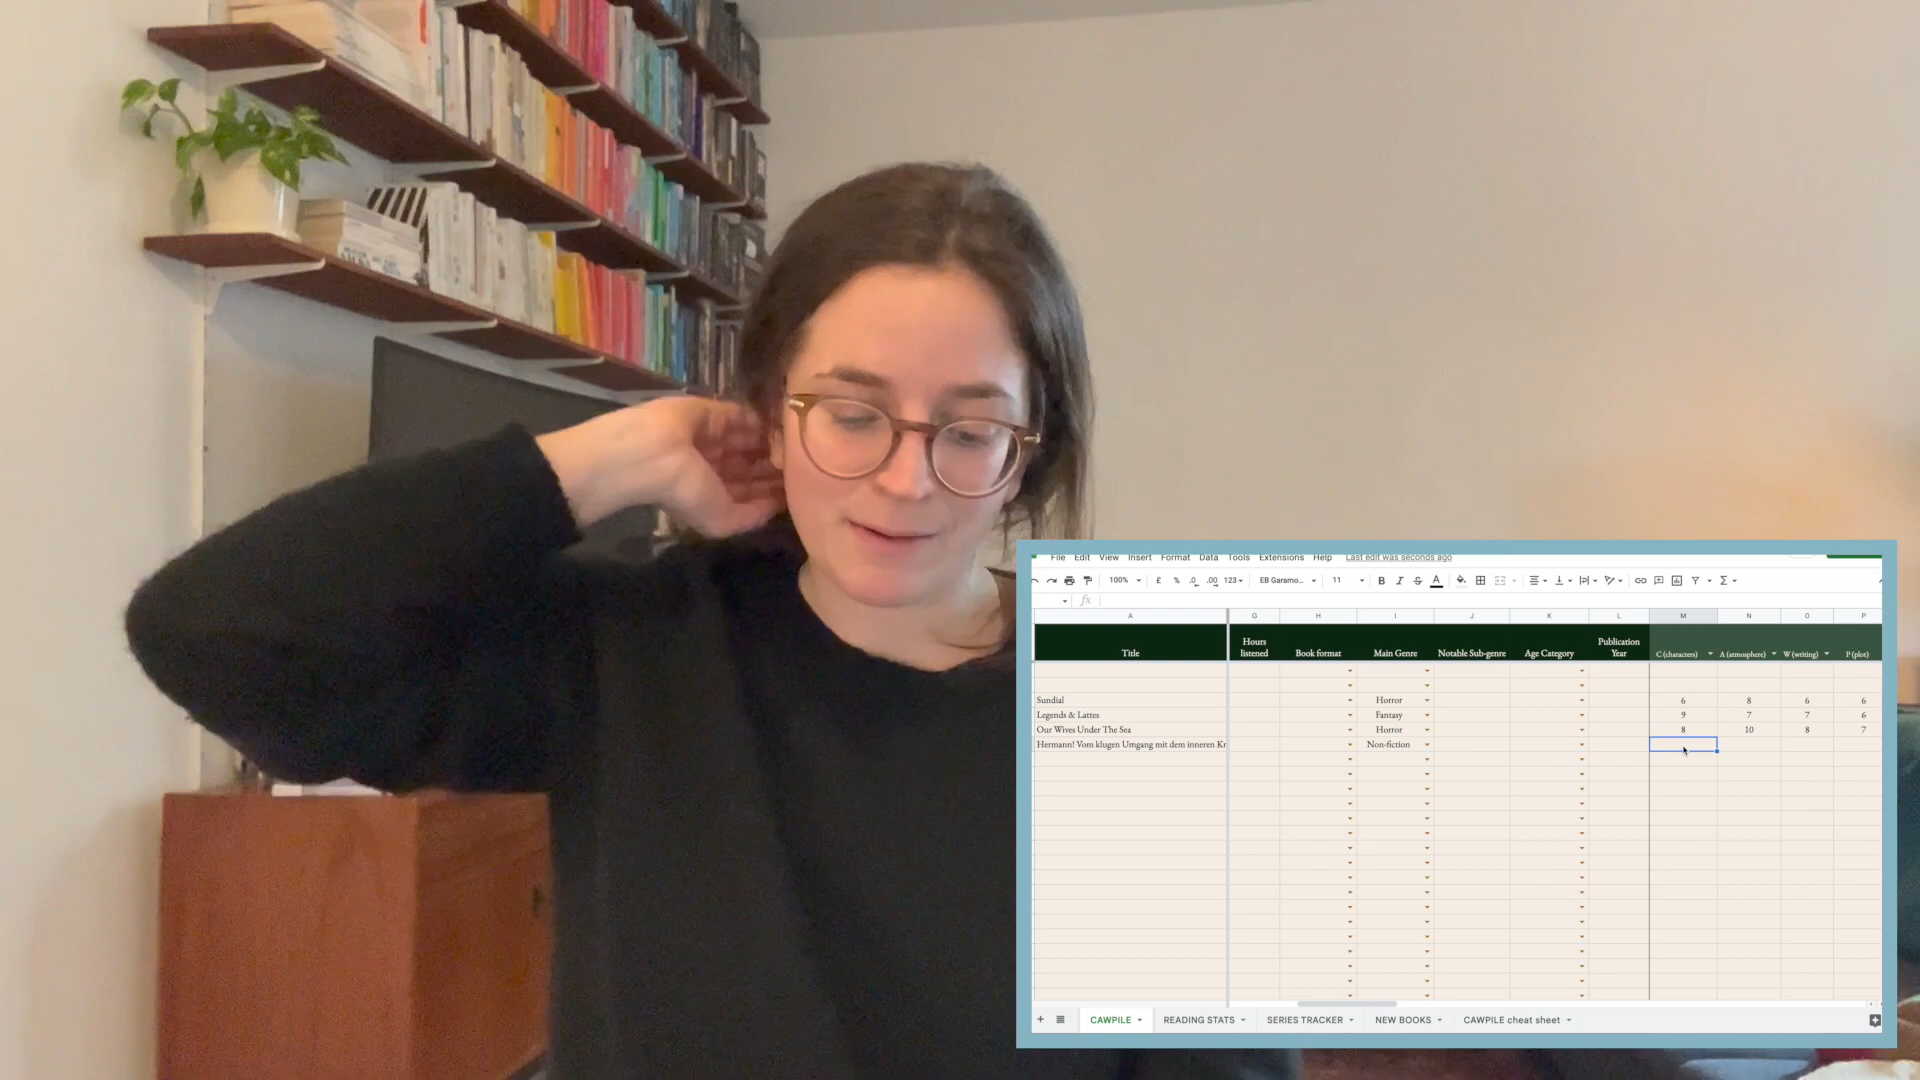 File Edit View Insert Format Data Tools Extensions Help Last edit was seconds ago
100% £ % .0 .00 123 EB Garamo... 11 B I S A
fx
A G H I J K L M N O P
Title Hours listened Book format Main Genre Notable Sub-genre Age Category Publication Year C (characters) A (atmosphere) W (writing) P (plot)
Sundial Horror 6 8 6 6
Legends & Lattes Fantasy 9 7 7 6
Our Wives Under The Sea Horror 8 10 8 7
Hermann! Vom klugen Umgang mit dem inneren Kr Non-fiction
CAWPILE READING STATS SERIES TRACKER NEW BOOKS CAWPILE cheat sheet